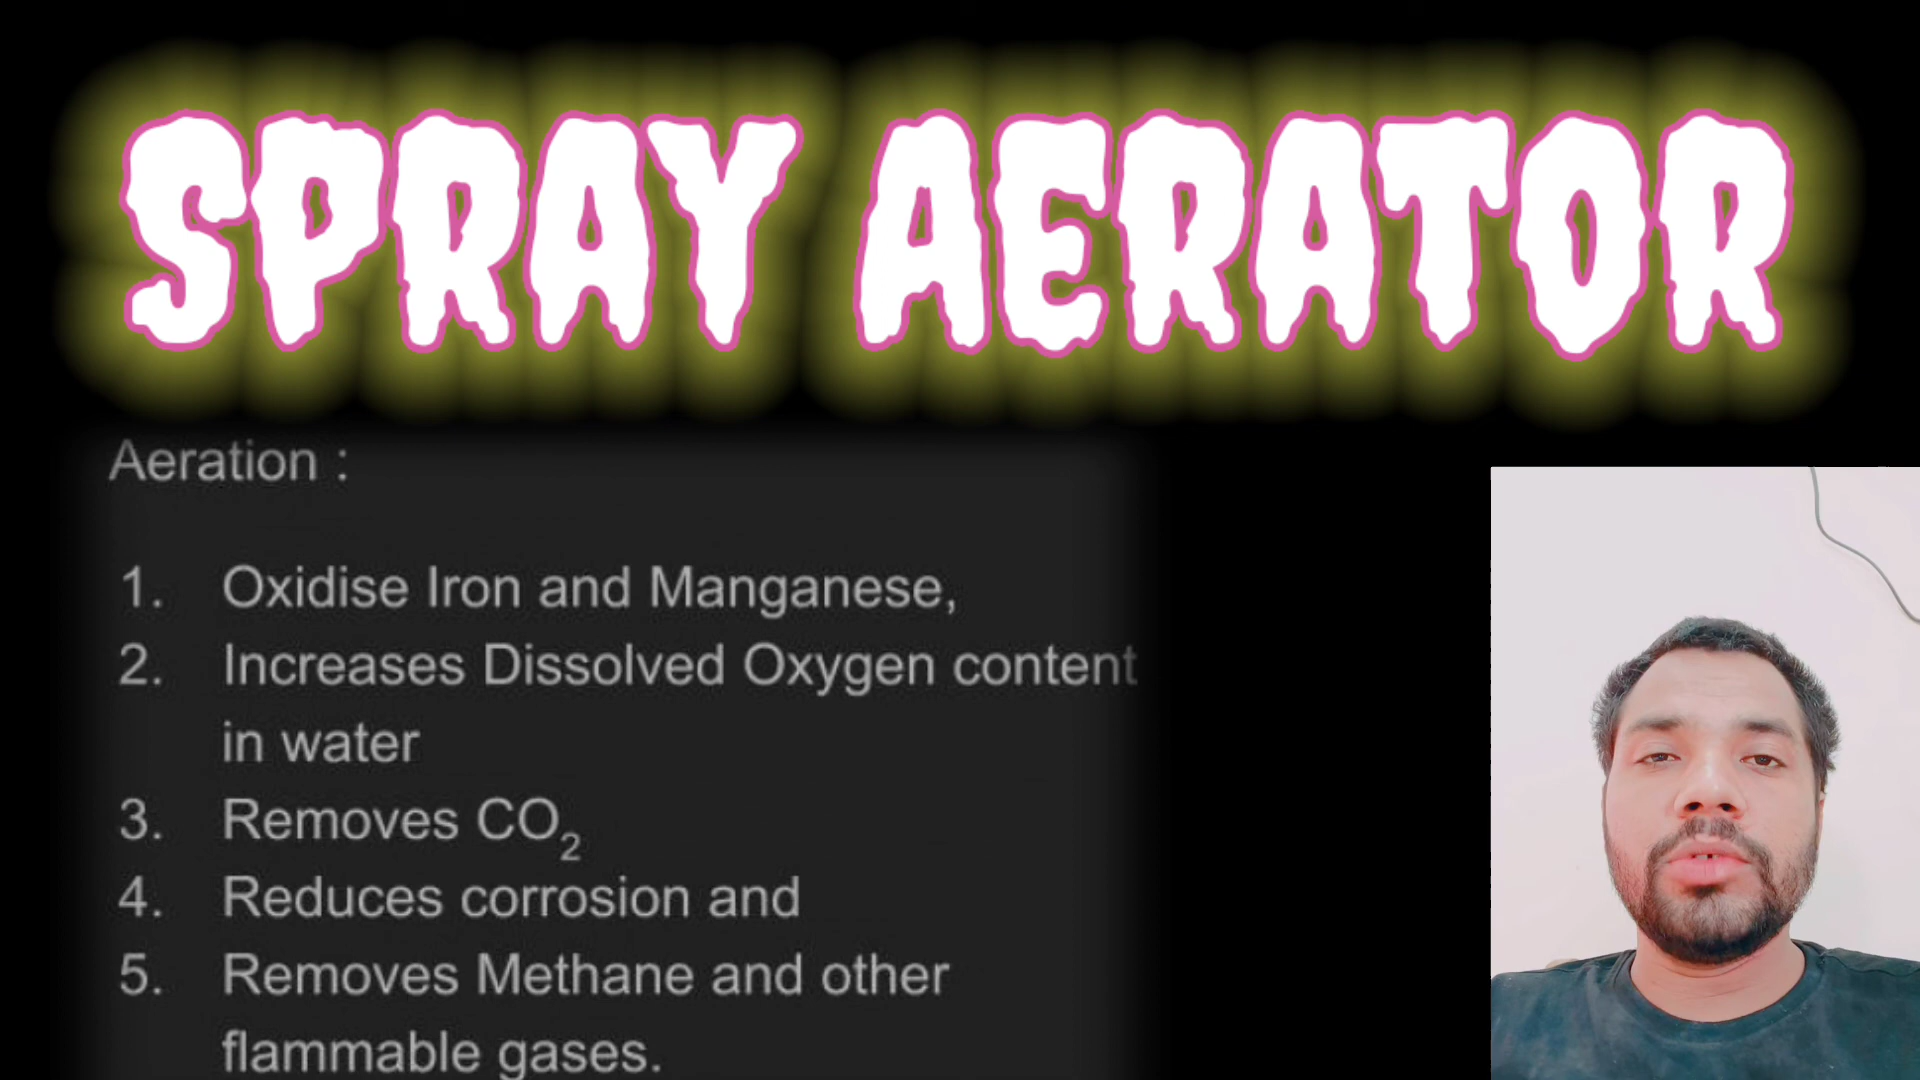 SPRAY AERATOR
Aeration :
1. Oxidise Iron and Manganese,
2. Increases Dissolved Oxygen content
in water
3. Removes CO₂
4. Reduces corrosion and
5. Removes Methane and other
flammable gases.